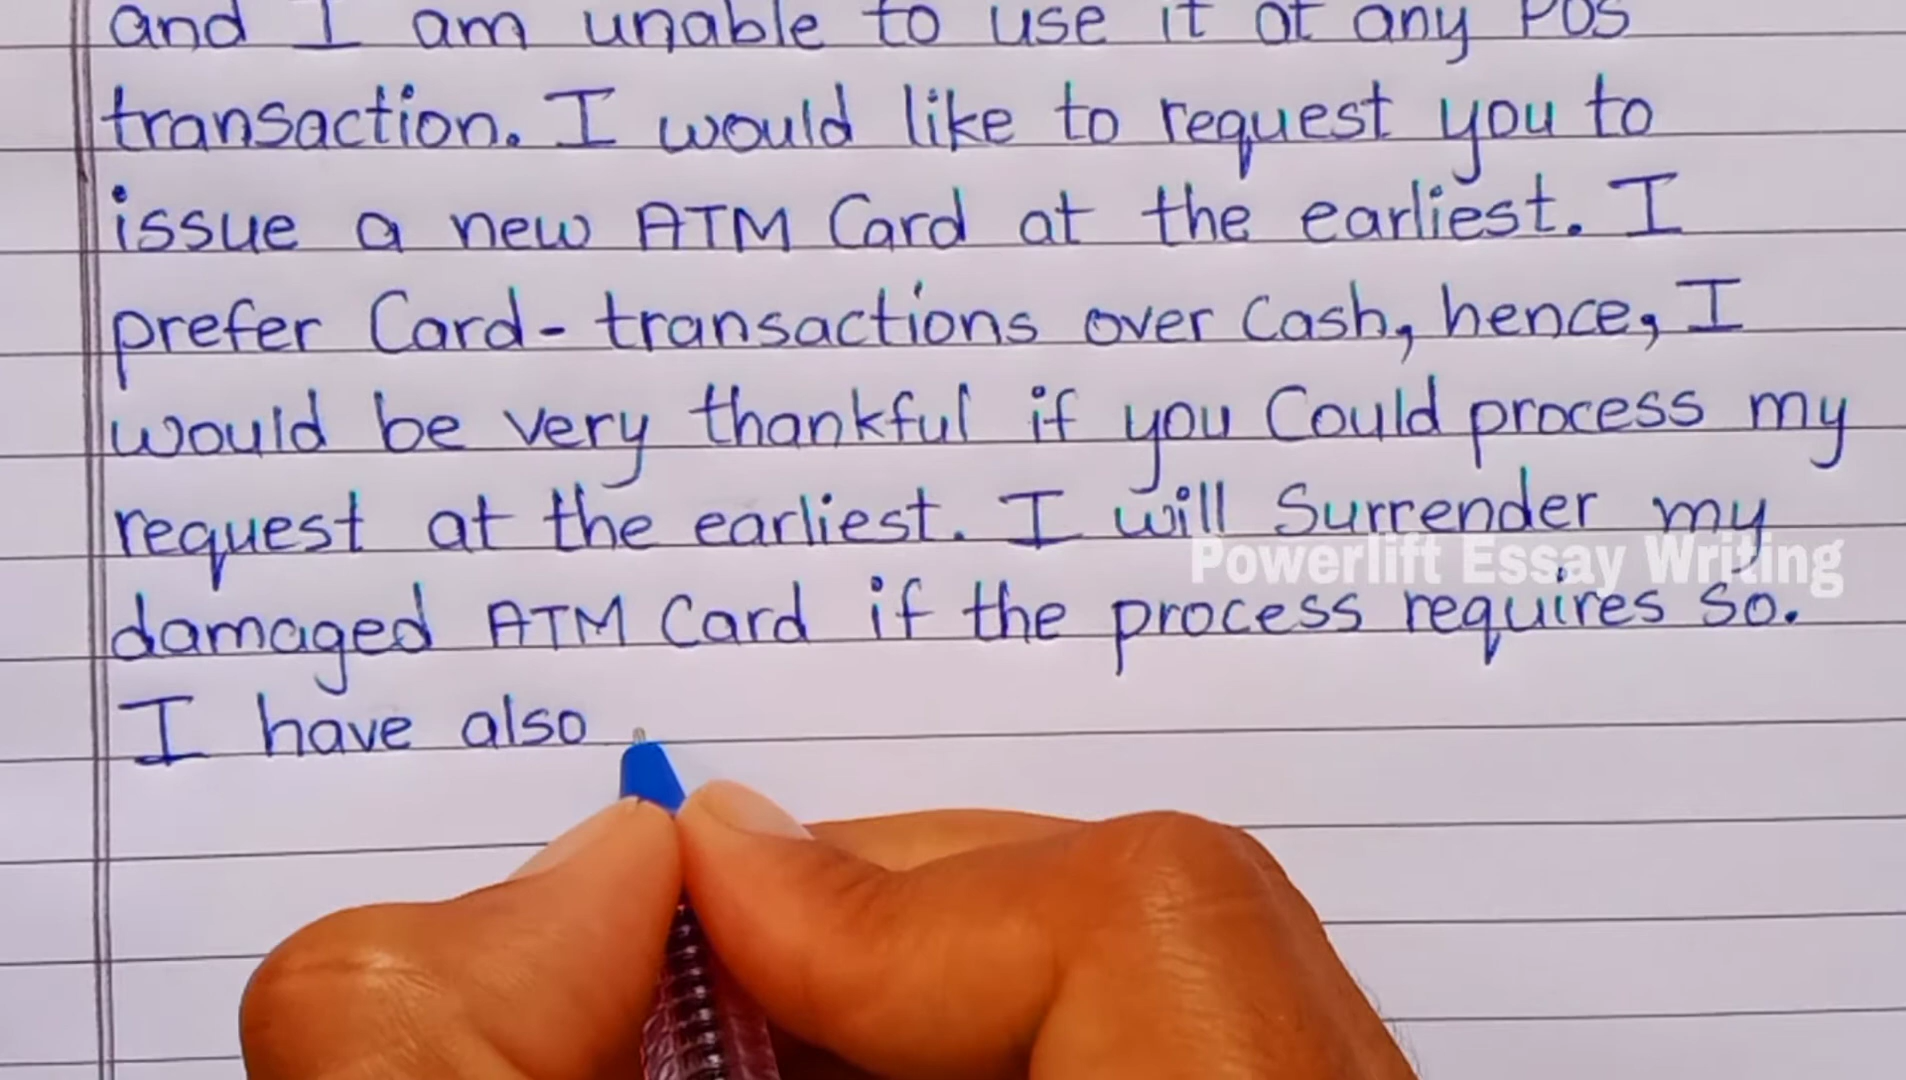 and I am unable to use it at any POS
transaction. I would like to request you to
issue a new ATM Card at the earliest. I
prefer Card-transactions over Cash, hence, I
would be very thankful if you Could process my
request at the earliest. I will Surrender my
Powerlift Essay Writing
damaged ATM Card if the process requires so.
I have also